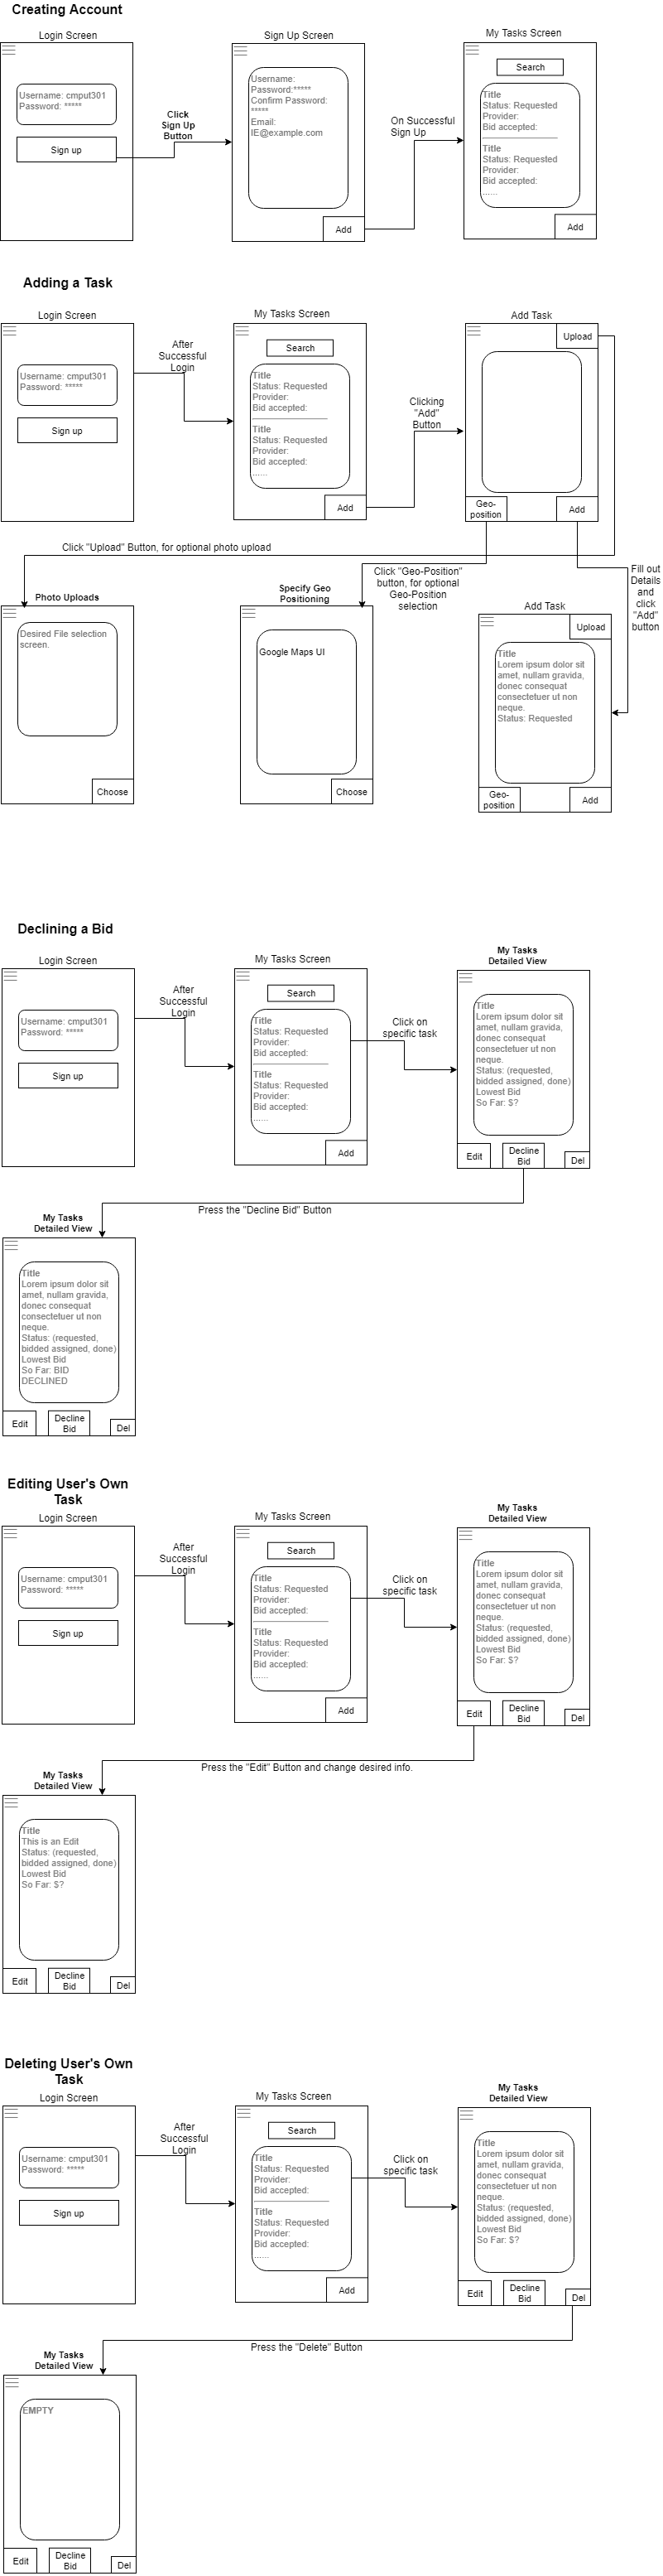 Creating Account
Login Screen
Username: cmput301
Password: *****
Sign up
Click
Sign Up
Button
Sign Up Screen
Username:
Password:*****
Confirm Password:
*****
Email:
IE@example.com
Add
On Successful
Sign Up
My Tasks Screen
Search
Title
Status: Requested
Provider:
Bid accepted:
Title
Status: Requested
Provider:
Bid accepted:
......
Add
Adding a Task
Login Screen
Username: cmput301
Password: *****
Sign up
After
Successful
Login
My Tasks Screen
Search
Title
Status: Requested
Provider:
Bid accepted:
Title
Status: Requested
Provider:
Bid accepted:
......
Add
Clicking
"Add"
Button
Add Task
Upload
Geo-
position
Add
Click "Upload" Button, for optional photo upload
Click "Geo-Position"
button, for optional
Geo-Position
selection
Fill out
Details
and
click
"Add"
button
Photo Uploads
Desired File selection
screen.
Choose
Specify Geo
Positioning
Google Maps UI
Choose
Add Task
Upload
Title
Lorem ipsum dolor sit
amet, nullam gravida,
donec consequat
consectetuer ut non
neque.
Status: Requested
Geo-
position
Add
Declining a Bid
Login Screen
Username: cmput301
Password: *****
Sign up
After
Successful
Login
My Tasks Screen
Search
Title
Status: Requested
Provider:
Bid accepted:
Title
Status: Requested
Provider:
Bid accepted:
......
Add
Click on
specific task
My Tasks
Detailed View
Title
Lorem ipsum dolor sit
amet, nullam gravida,
donec consequat
consectetuer ut non
neque.
Status: (requested,
bidded assigned, done)
Lowest Bid
So Far: $?
Edit
Decline
Bid
Del
Press the "Decline Bid" Button
My Tasks
Detailed View
Title
Lorem ipsum dolor sit
amet, nullam gravida,
donec consequat
consectetuer ut non
neque.
Status: (requested,
bidded assigned, done)
Lowest Bid
So Far: BID
DECLINED
Edit
Decline
Bid
Del
Editing User's Own
Task
Login Screen
Username: cmput301
Password: *****
Sign up
After
Successful
Login
My Tasks Screen
Search
Title
Status: Requested
Provider:
Bid accepted:
Title
Status: Requested
Provider:
Bid accepted:
......
Add
Click on
specific task
My Tasks
Detailed View
Title
Lorem ipsum dolor sit
amet, nullam gravida,
donec consequat
consectetuer ut non
neque.
Status: (requested,
bidded assigned, done)
Lowest Bid
So Far: $?
Edit
Decline
Bid
Del
Press the "Edit" Button and change desired info.
My Tasks
Detailed View
Title
This is an Edit
Status: (requested,
bidded assigned, done)
Lowest Bid
So Far: $?
Edit
Decline
Bid
Del
Deleting User's Own
Task
Login Screen
Username: cmput301
Password: *****
Sign up
After
Successful
Login
My Tasks Screen
Search
Title
Status: Requested
Provider:
Bid accepted:
Title
Status: Requested
Provider:
Bid accepted:
......
Add
Click on
specific task
My Tasks
Detailed View
Title
Lorem ipsum dolor sit
amet, nullam gravida,
donec consequat
consectetuer ut non
neque.
Status: (requested,
bidded assigned, done)
Lowest Bid
So Far: $?
Edit
Decline
Bid
Del
Press the "Delete" Button
My Tasks
Detailed View
EMPTY
Edit
Decline
Bid
Del